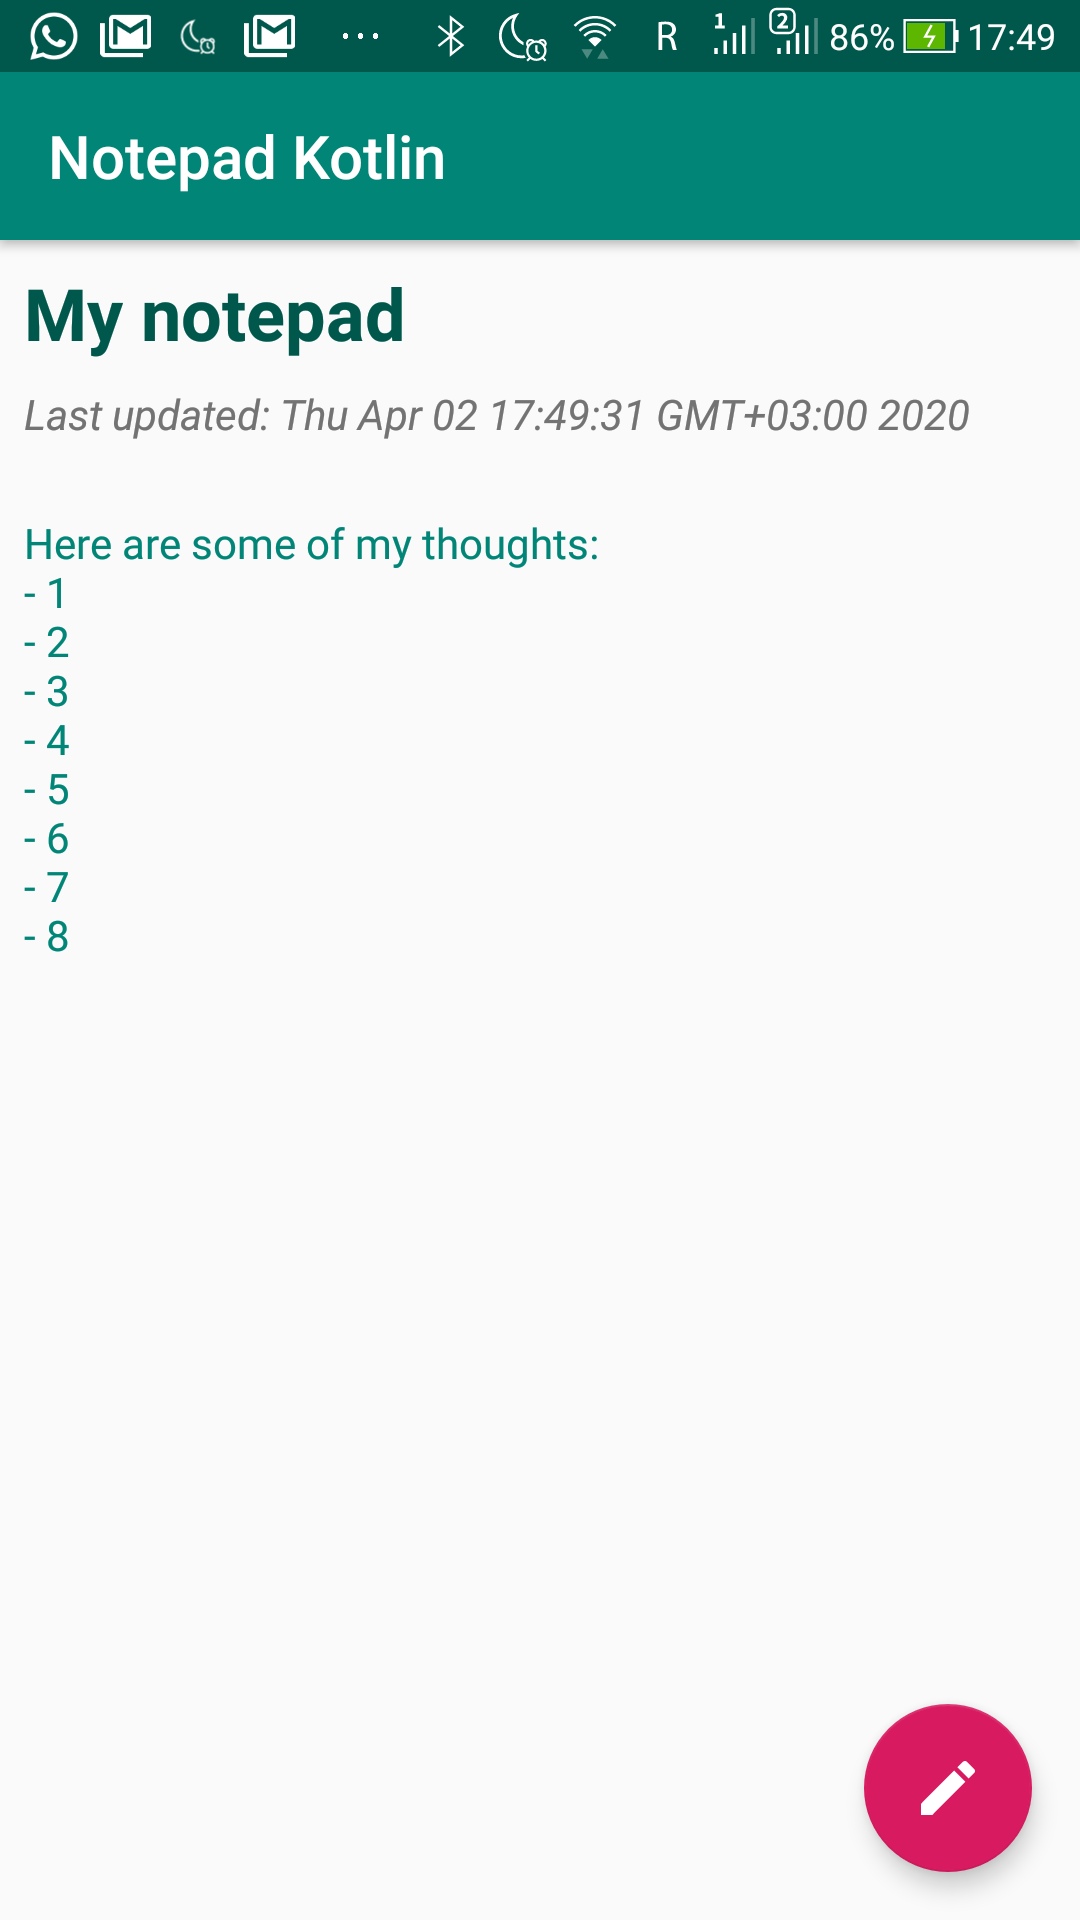 R 1 2 86% 17:49
Notepad Kotlin
My notepad
Last updated: Thu Apr 02 17:49:31 GMT+03:00 2020
Here are some of my thoughts:
- 1
- 2
- 3
- 4
- 5
- 6
- 7
- 8